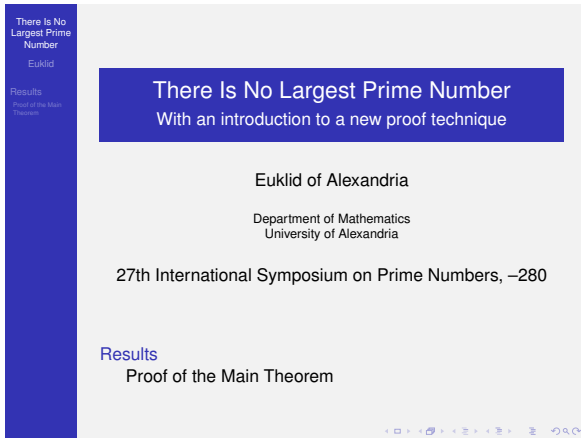 There Is No
Largest Prime
Number
Euklid
Results
Proof of the Main
Theorem
There Is No Largest Prime Number
With an introduction to a new proof technique
Euklid of Alexandria
Department of Mathematics
University of Alexandria
27th International Symposium on Prime Numbers, –280
Results
Proof of the Main Theorem